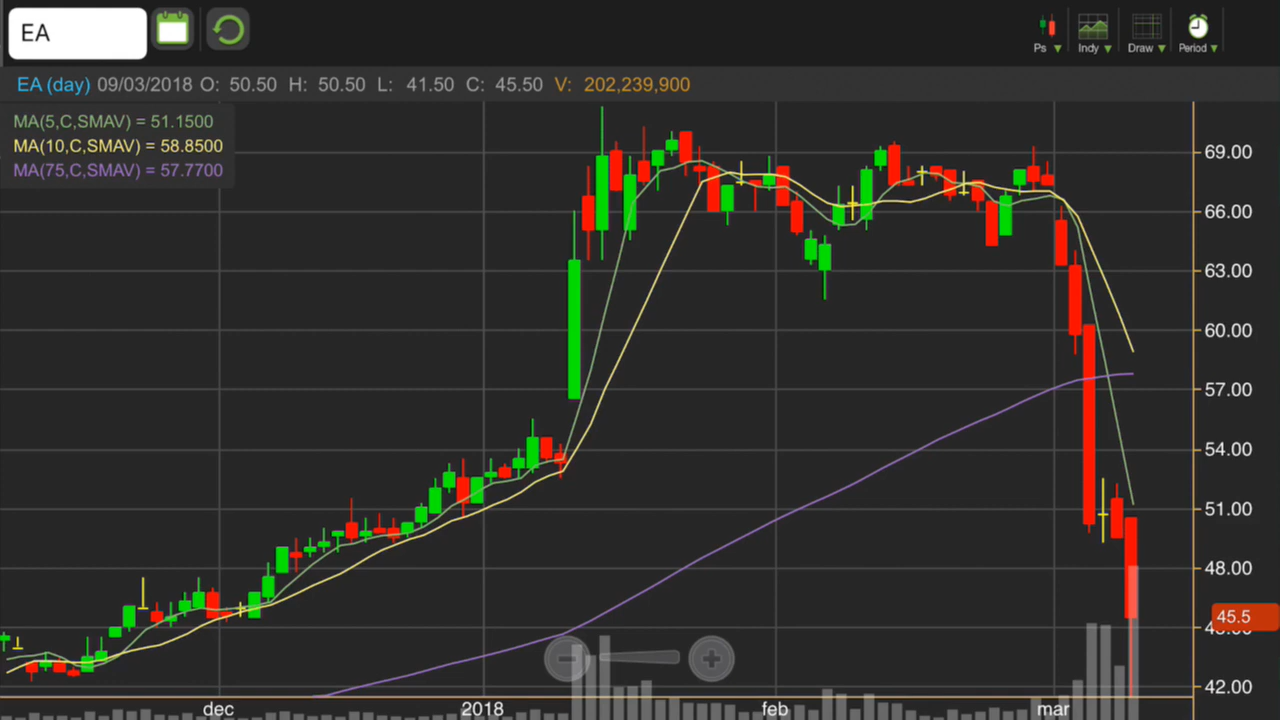 EA
Ps Indy Draw Period
EA (day) 09/03/2018 O: 50.50 H: 50.50 L: 41.50 C: 45.50 V: 202,239,900
MA(5,C,SMAV) = 51.1500
MA(10,C,SMAV) = 58.8500
MA(75,C,SMAV) = 57.7700
69.00
66.00
63.00
60.00
57.00
54.00
51.00
48.00
45.5
42.00
dec 2018 feb mar